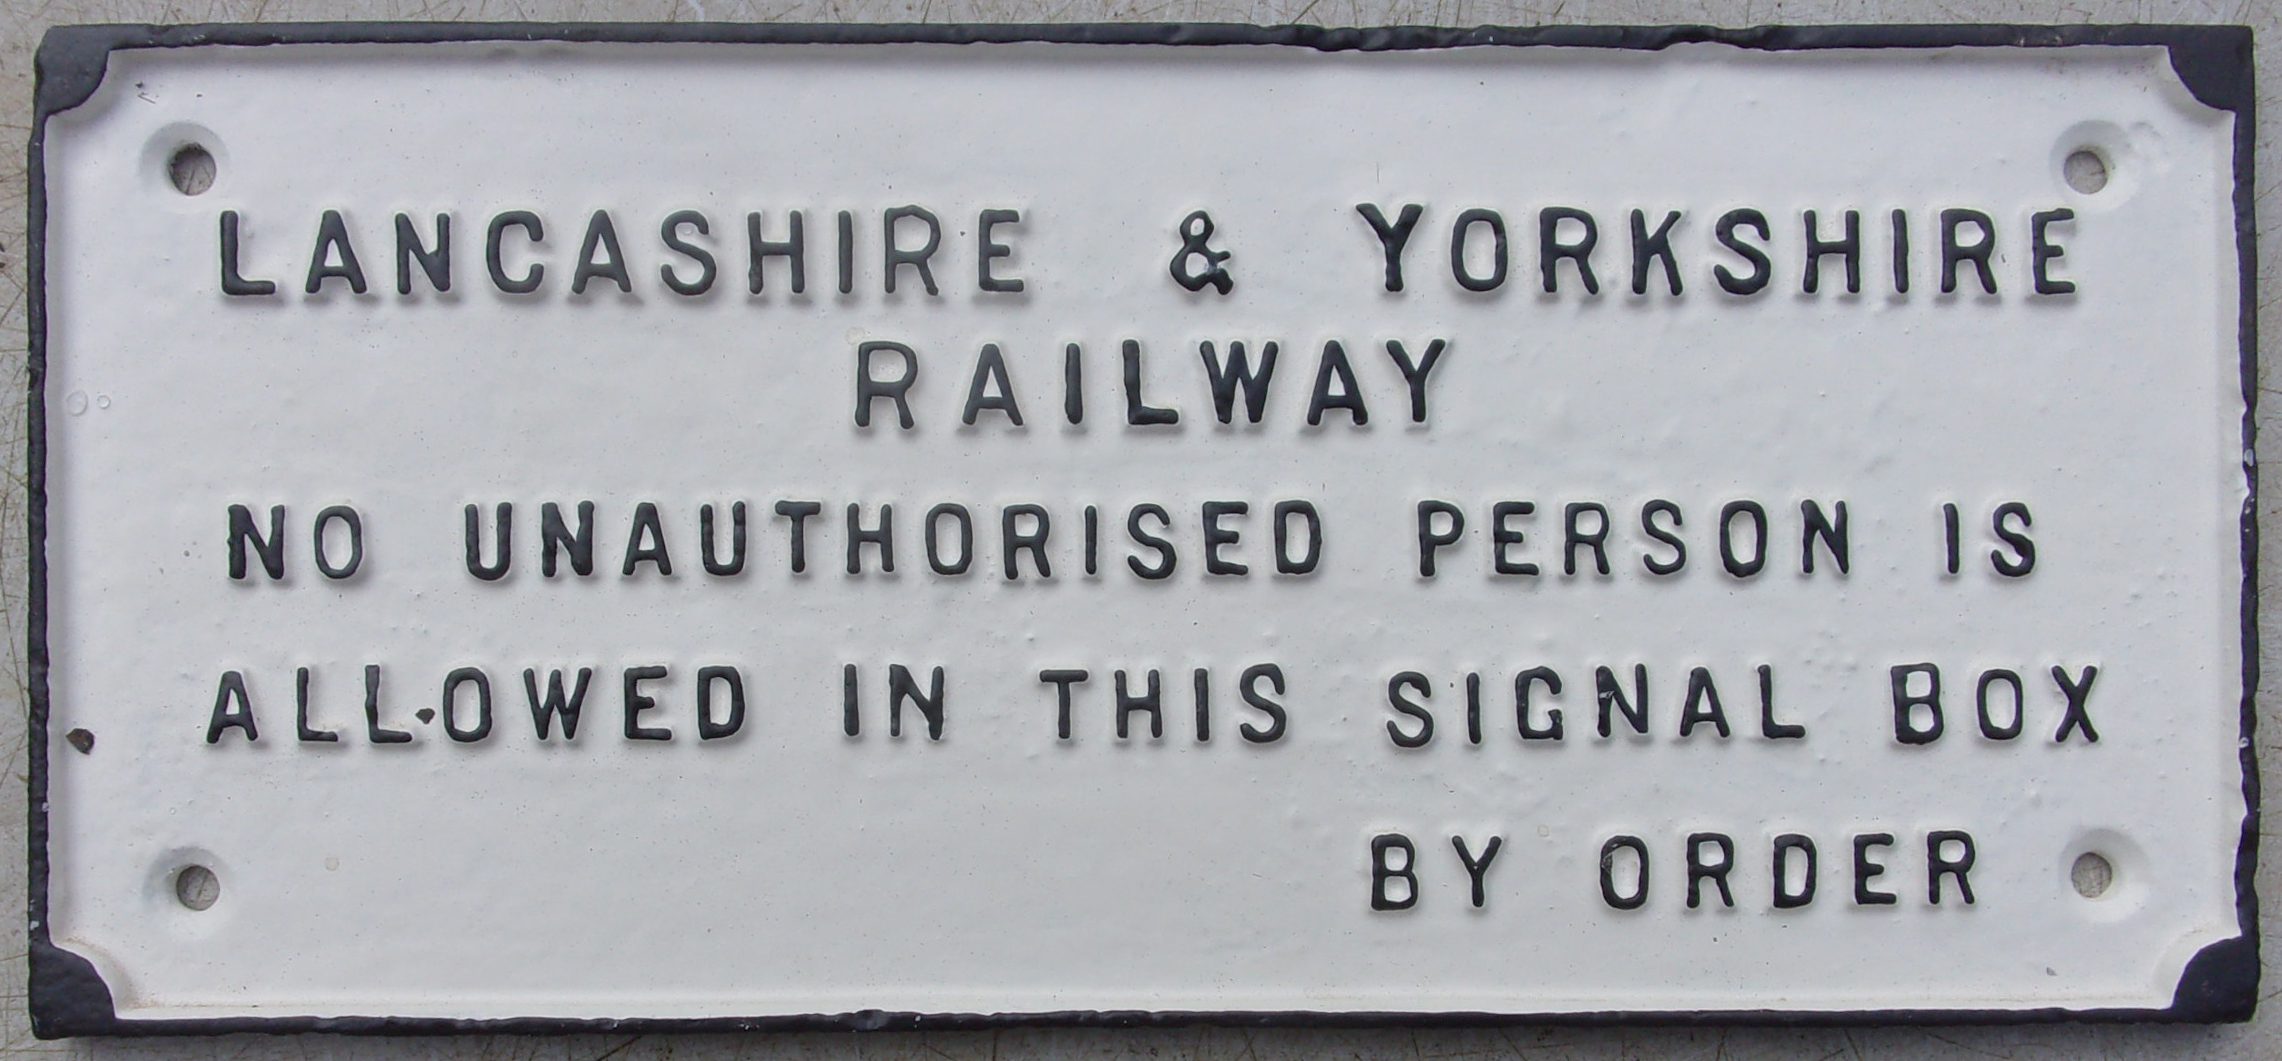 LANCASHIRE & YORKSHIRE
RAILWAY
NO UNAUTHORISED PERSON IS
ALLOWED IN THIS SIGNAL BOX
BY ORDER